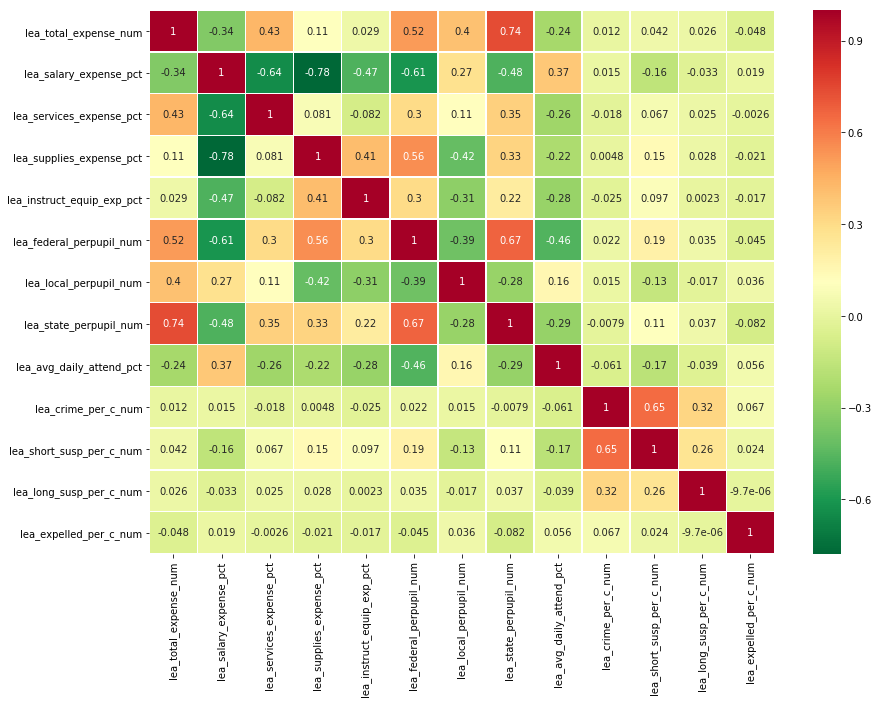 lea_total_expense_num 1 -0.34 0.43 0.11 0.029 0.52 0.4 0.74 -0.24 0.012 0.042 0.026 -0.048
lea_salary_expense_pct -0.34 1 -0.64 -0.78 -0.47 -0.61 0.27 -0.48 0.37 0.015 -0.16 -0.033 0.019
lea_services_expense_pct 0.43 -0.64 1 0.081 -0.082 0.3 0.11 0.35 -0.26 -0.018 0.067 0.025 -0.0026
lea_supplies_expense_pct 0.11 -0.78 0.081 1 0.41 0.56 -0.42 0.33 -0.22 0.0048 0.15 0.028 -0.021
lea_instruct_equip_exp_pct 0.029 -0.47 -0.082 0.41 1 0.3 -0.31 0.22 -0.28 -0.025 0.097 0.0023 -0.017
lea_federal_perpupil_num 0.52 -0.61 0.3 0.56 0.3 1 -0.39 0.67 -0.46 0.022 0.19 0.035 -0.045
lea_local_perpupil_num 0.4 0.27 0.11 -0.42 -0.31 -0.39 1 -0.28 0.16 0.015 -0.13 -0.017 0.036
lea_state_perpupil_num 0.74 -0.48 0.35 0.33 0.22 0.67 -0.28 1 -0.29 -0.0079 0.11 0.037 -0.082
lea_avg_daily_attend_pct -0.24 0.37 -0.26 -0.22 -0.28 -0.46 0.16 -0.29 1 -0.061 -0.17 -0.039 0.056
lea_crime_per_c_num 0.012 0.015 -0.018 0.0048 -0.025 0.022 0.015 -0.0079 -0.061 1 0.65 0.32 0.067
lea_short_susp_per_c_num 0.042 -0.16 0.067 0.15 0.097 0.19 -0.13 0.11 -0.17 0.65 1 0.26 0.024
lea_long_susp_per_c_num 0.026 -0.033 0.025 0.028 0.0023 0.035 -0.017 0.037 -0.039 0.32 0.26 1 -9.7e-06
lea_expelled_per_c_num -0.048 0.019 -0.0026 -0.021 -0.017 -0.045 0.036 -0.082 0.056 0.067 0.024 -9.7e-06 1
lea_total_expense_num
lea_salary_expense_pct
lea_services_expense_pct
lea_supplies_expense_pct
lea_instruct_equip_exp_pct
lea_federal_perpupil_num
lea_local_perpupil_num
lea_state_perpupil_num
lea_avg_daily_attend_pct
lea_crime_per_c_num
lea_short_susp_per_c_num
lea_long_susp_per_c_num
lea_expelled_per_c_num
0.9
0.6
0.3
0.0
−0.3
−0.6